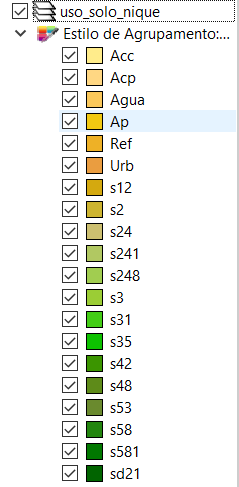 uso_solo_nique
Estilo de Agrupamento:...
Acc
Acp
Agua
Ap
Ref
Urb
s12
s2
s24
s241
s248
s3
s31
s35
s42
s48
s53
s58
s581
sd21